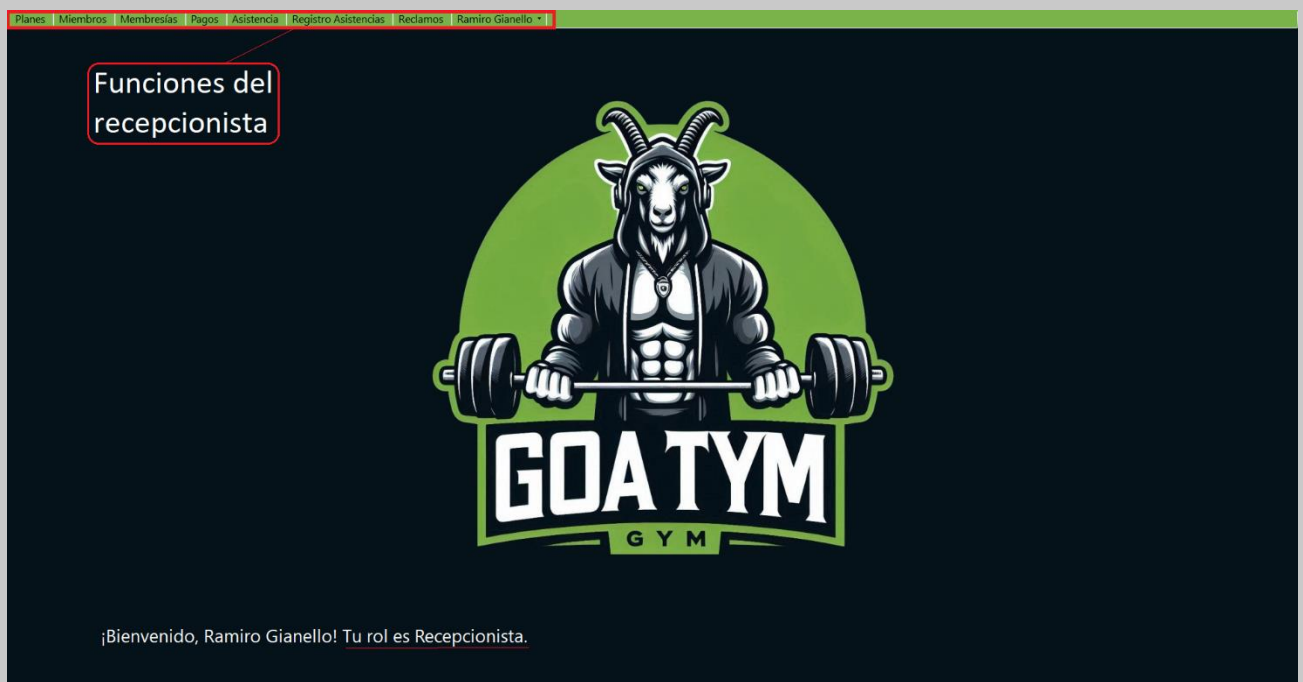 Planes | Miembros | Membresías | Pagos | Asistencia | Registro Asistencias | Reclamos | Ramiro Gianello
Funciones del
recepcionista
GOATYM
GYM
¡Bienvenido, Ramiro Gianello! Tu rol es Recepcionista.